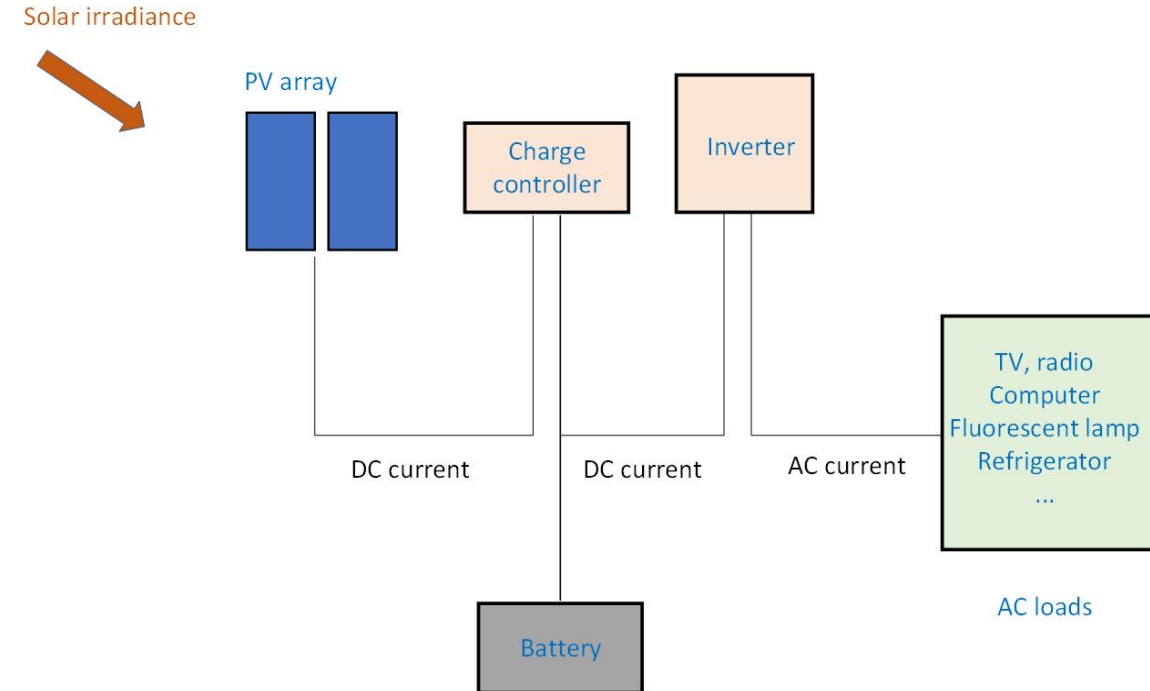 Solar irradiance
PV array
Charge
controller
Inverter
TV, radio
Computer
Fluorescent lamp
Refrigerator
...
DC current
DC current
AC current
AC loads
Battery